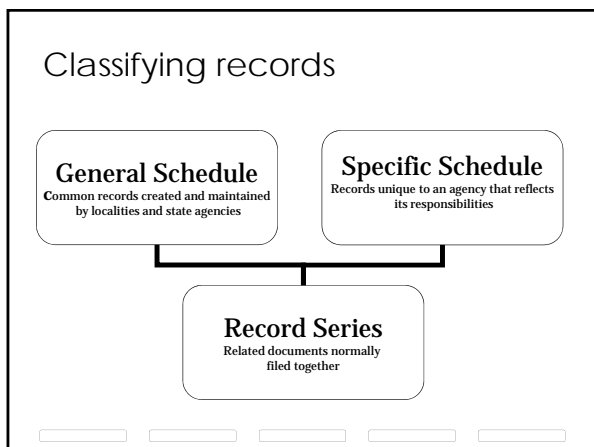 Classifying records
General Schedule
Common records created and maintained
by localities and state agencies
Specific Schedule
Records unique to an agency that reflects
its responsibilities
Record Series
Related documents normally
filed together